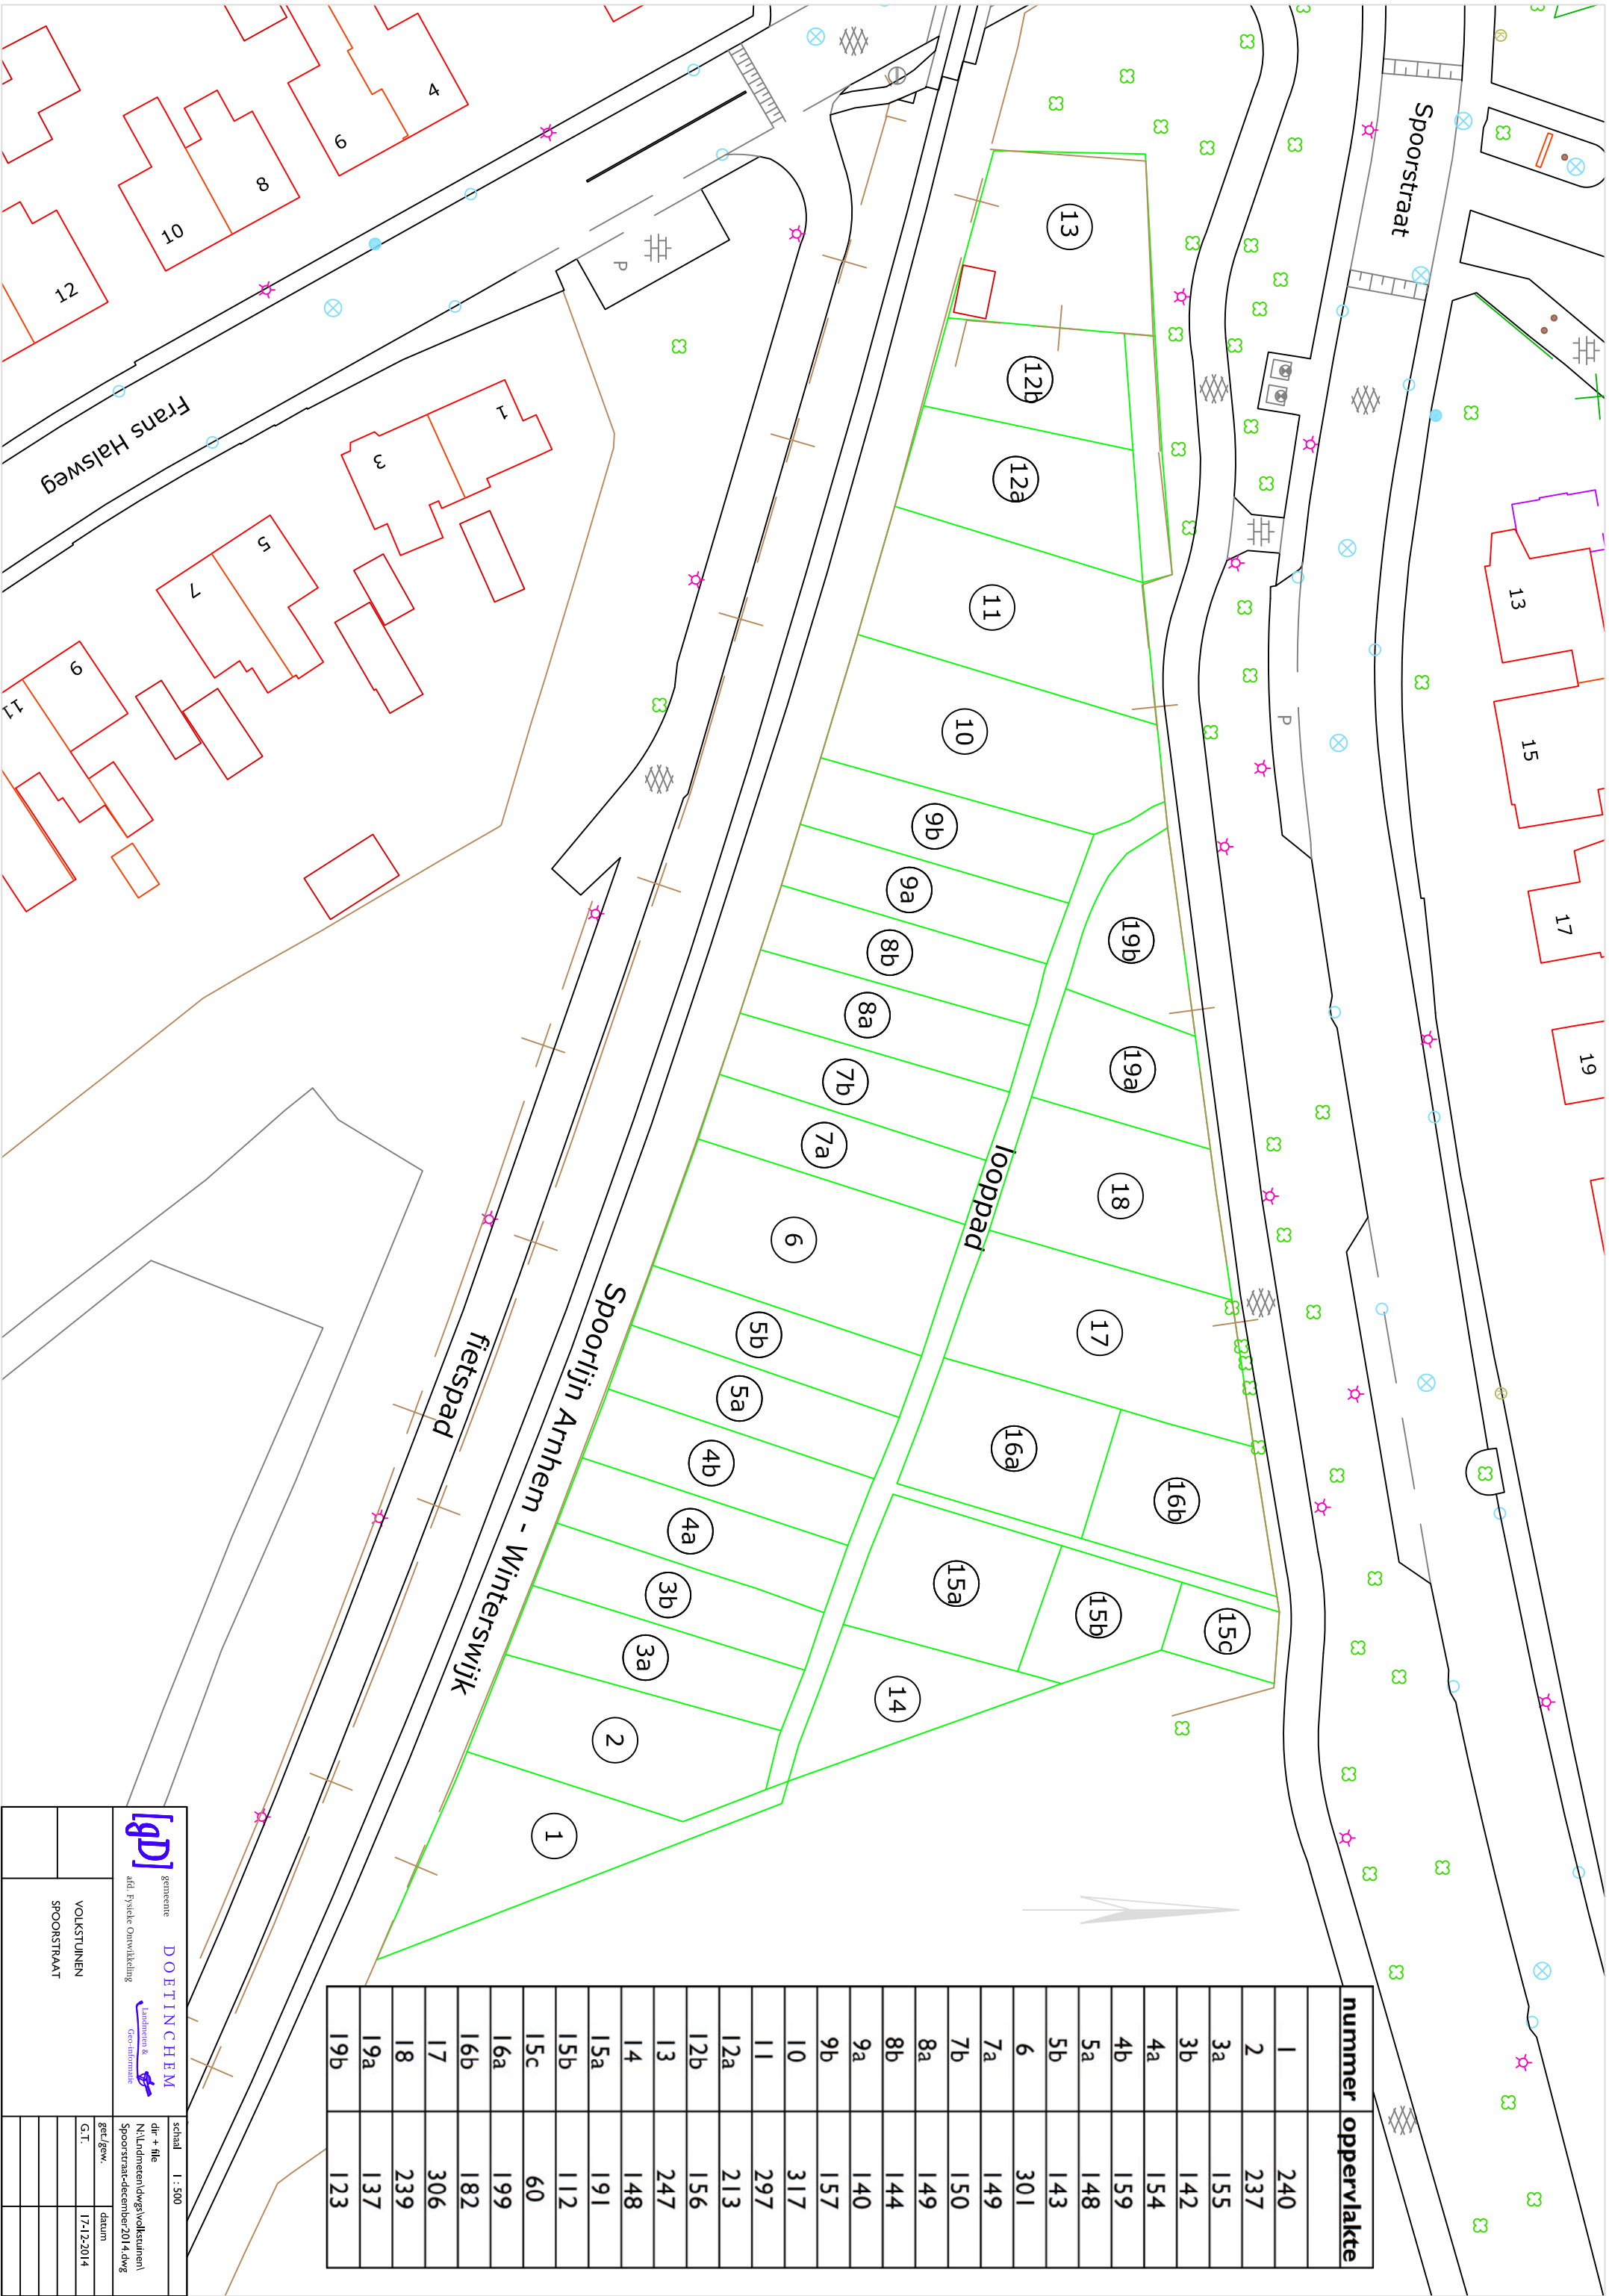 Spoorstraat
Frans Halsweg
4
6
8
10
12
1
3
5
7
9
11
P
P
13
15
17
19
13
12b
12a
11
10
9b
9a
8b
8a
7b
7a
6
5b
5a
4b
4a
3b
3a
2
1
19b
19a
18
17
16a
16b
15a
15b
15c
14
looppad
fietspad
Spoorlijn Arnhem - Winterswijk
nummer oppervlakte
1 240
2 237
3a 155
3b 142
4a 154
4b 159
5a 148
5b 143
6 301
7a 149
7b 150
8a 149
8b 144
9a 140
9b 157
10 317
11 297
12a 213
12b 156
13 247
14 148
15a 191
15b 112
15c 60
16a 199
16b 182
17 306
18 239
19a 137
19b 123
[gD]
gemeente DOETINCHEM
afd. Fysieke Ontwikkeling
Landmeten &
Geo-informatie
VOLKSTUINEN
SPOORSTRAAT
schaal 1 : 500
dir + file
N:\Lndmeten\dwgs\volkstuinen\
Spoorstraat-december2014.dwg
get./gew. datum
G.T. 17-12-2014